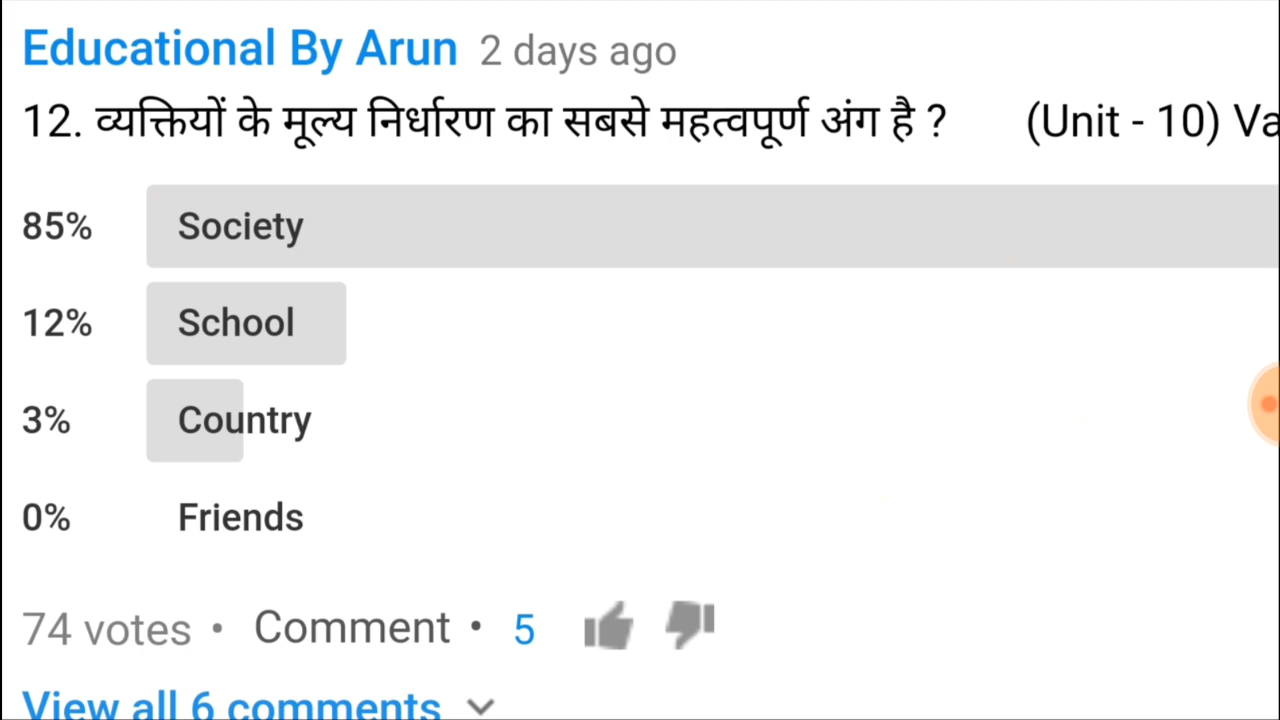 Educational By Arun 2 days ago
12. व्यक्तियों के मूल्य निर्धारण का सबसे महत्वपूर्ण अंग है ? (Unit - 10) Va
85% Society
12% School
3% Country
0% Friends
74 votes • Comment • 5
View all 6 comments